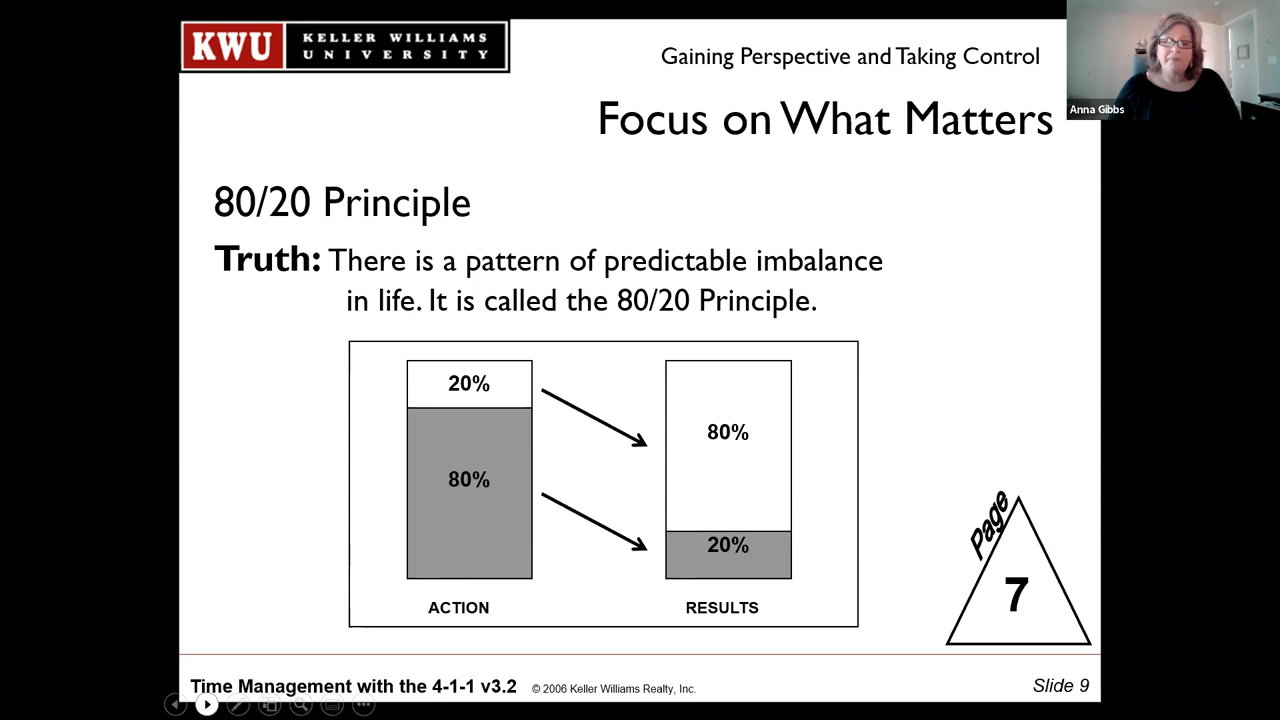 KWU
KELLER WILLIAMS
UNIVERSITY
Gaining Perspective and Taking Control
Anna Gibbs
Focus on What Matters
80/20 Principle
Truth: There is a pattern of predictable imbalance
in life. It is called the 80/20 Principle.
20%
80%
80%
20%
ACTION
RESULTS
Page
7
Time Management with the 4-1-1 v3.2
© 2006 Keller Williams Realty, Inc.
Slide 9